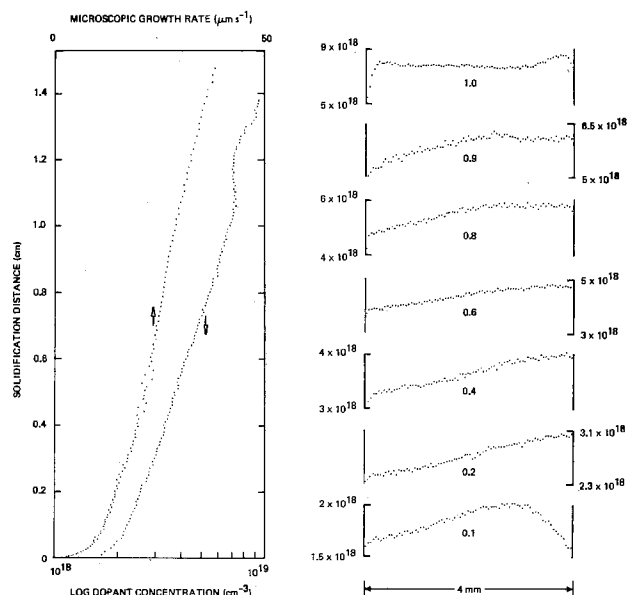 MICROSCOPIC GROWTH RATE (μm s⁻¹)
0 25 50
SOLIDIFICATION DISTANCE (cm)
1.4
1.2
1.0
0.8
0.6
0.4
0.2
0
10¹⁸ 10¹⁹
LOG DOPANT CONCENTRATION (cm⁻³)
9 x 10¹⁸
5 x 10¹⁸
1.0
6.5 x 10¹⁸
5 x 10¹⁸
0.9
6 x 10¹⁸
4 x 10¹⁸
0.8
5 x 10¹⁸
3 x 10¹⁸
0.6
4 x 10¹⁸
3 x 10¹⁸
0.4
3.1 x 10¹⁸
2.3 x 10¹⁸
0.2
2 x 10¹⁸
1.5 x 10¹⁸
0.1
4 mm